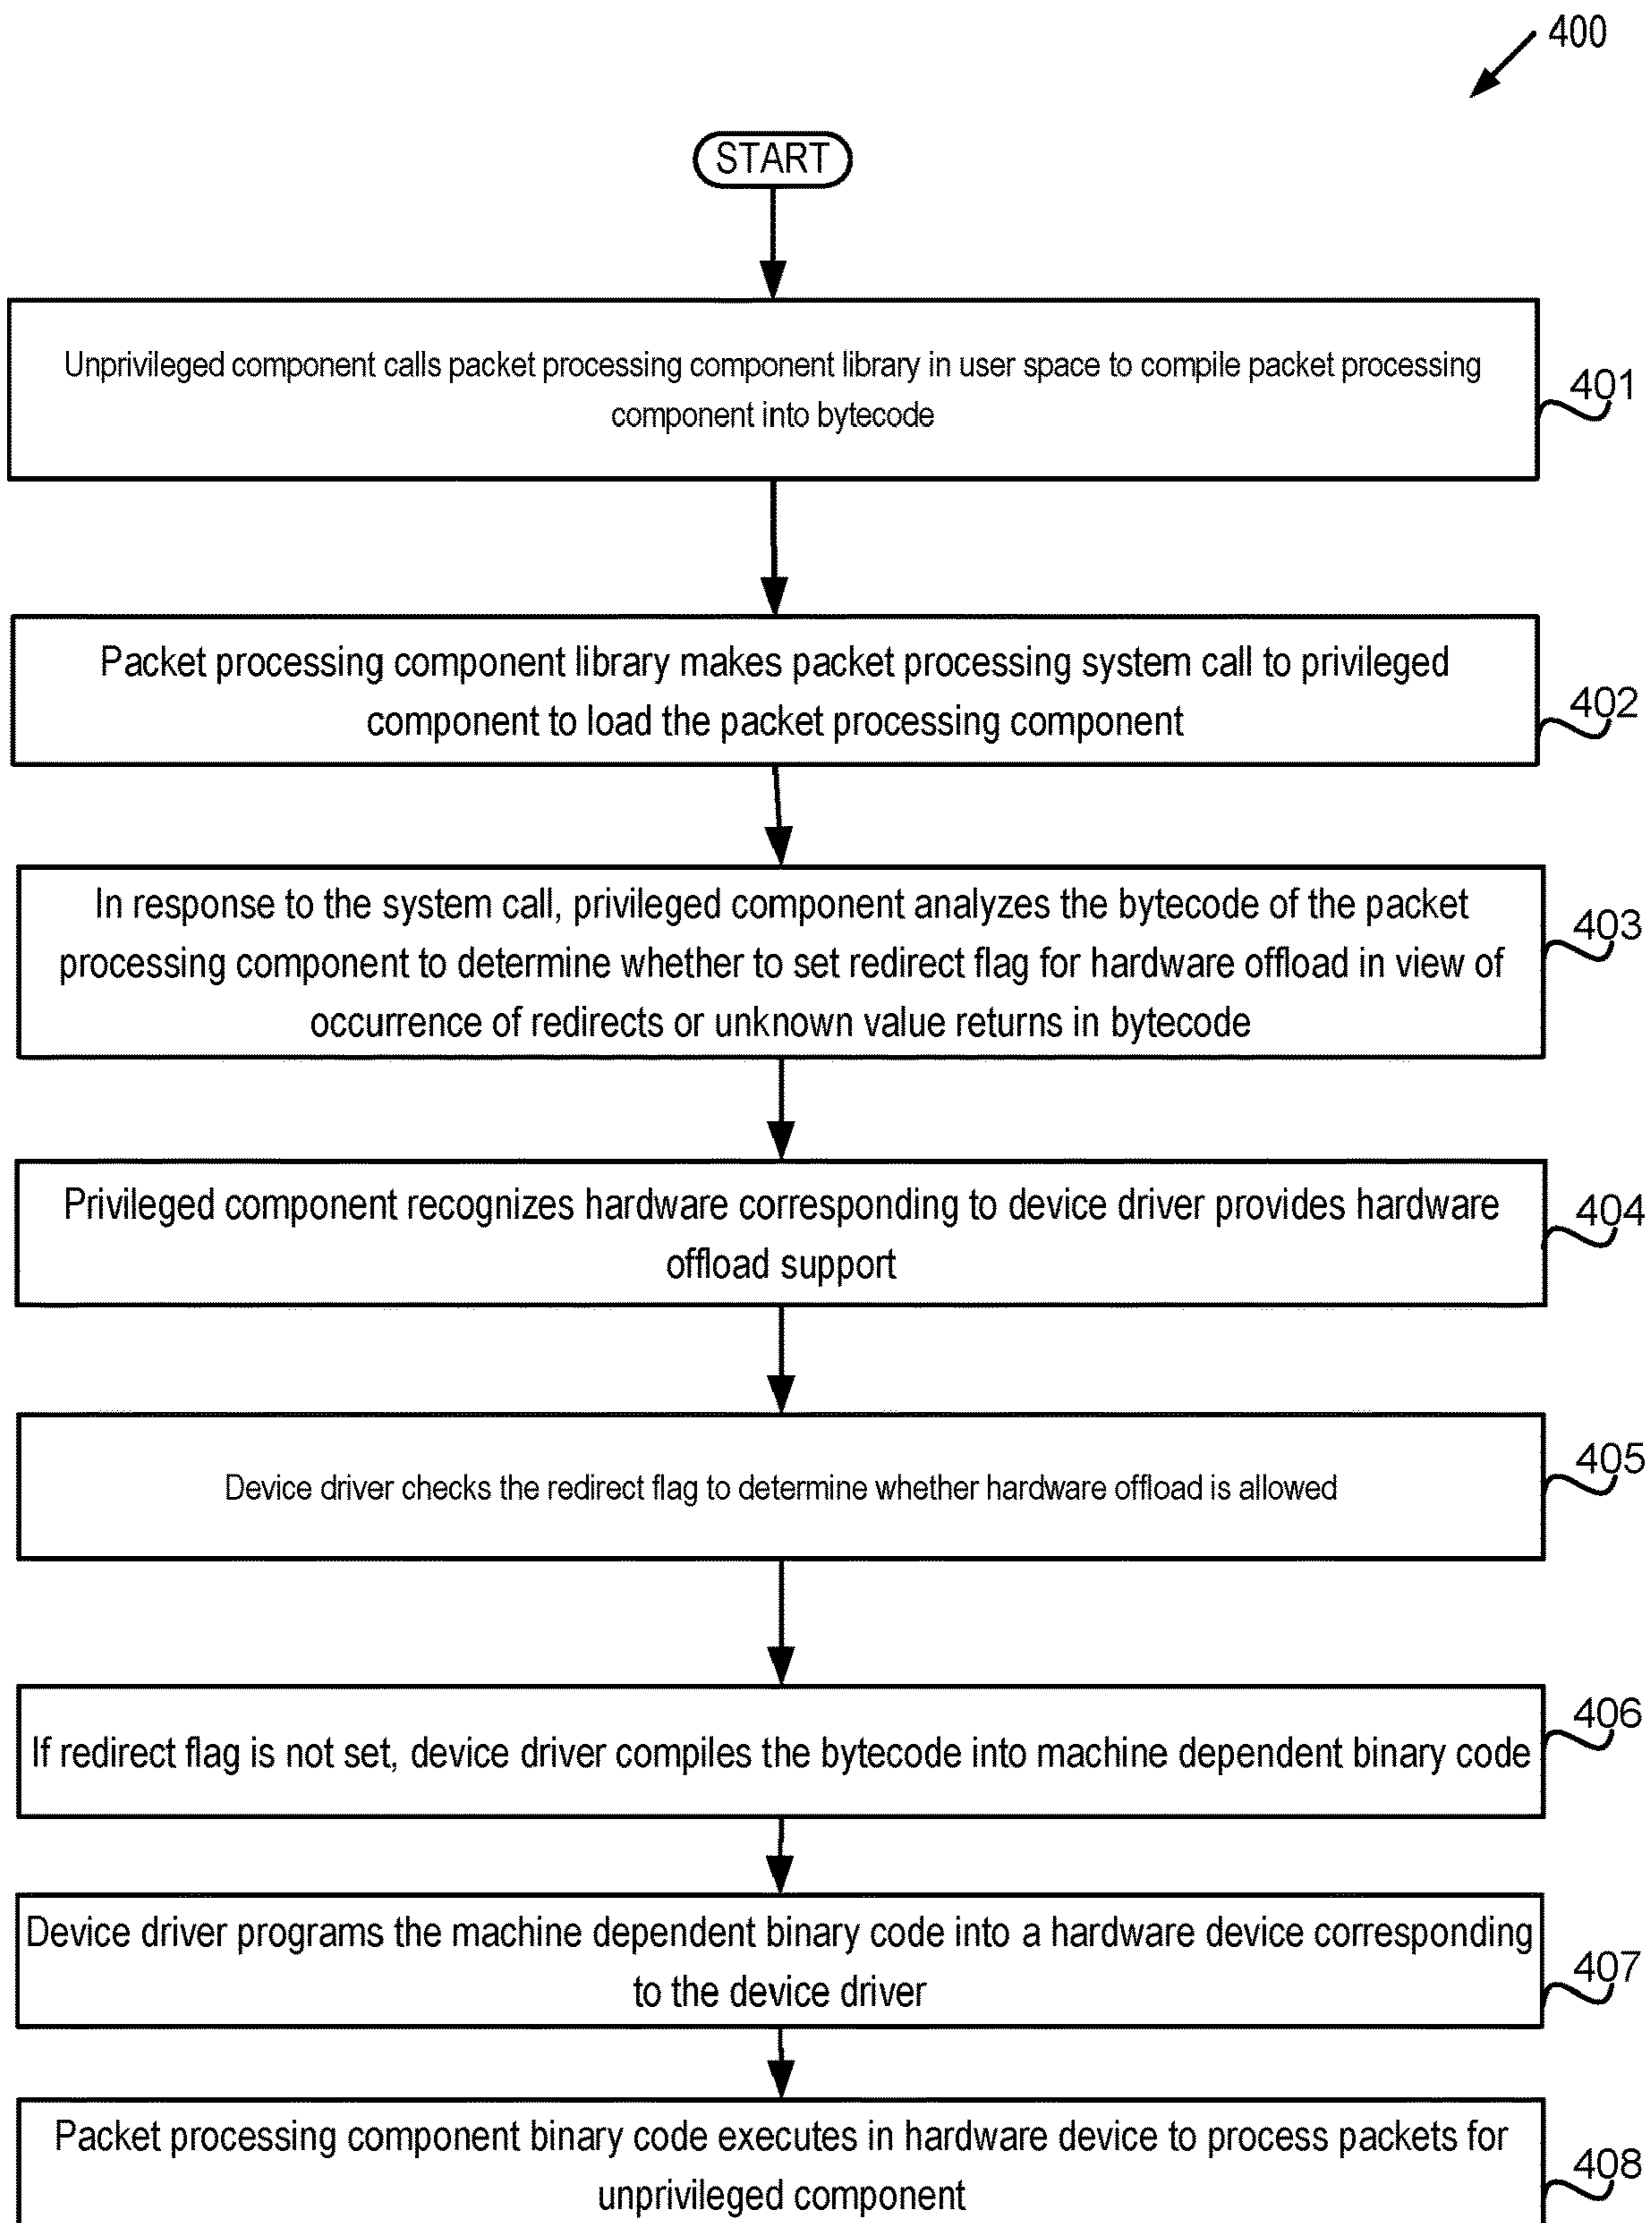 400
START
Unprivileged component calls packet processing component library in user space to compile packet processing
component into bytecode
401
Packet processing component library makes packet processing system call to privileged
component to load the packet processing component
402
In response to the system call, privileged component analyzes the bytecode of the packet
processing component to determine whether to set redirect flag for hardware offload in view of
occurrence of redirects or unknown value returns in bytecode
403
Privileged component recognizes hardware corresponding to device driver provides hardware
offload support
404
Device driver checks the redirect flag to determine whether hardware offload is allowed
405
If redirect flag is not set, device driver compiles the bytecode into machine dependent binary code
406
Device driver programs the machine dependent binary code into a hardware device corresponding
to the device driver
407
Packet processing component binary code executes in hardware device to process packets for
unprivileged component
408